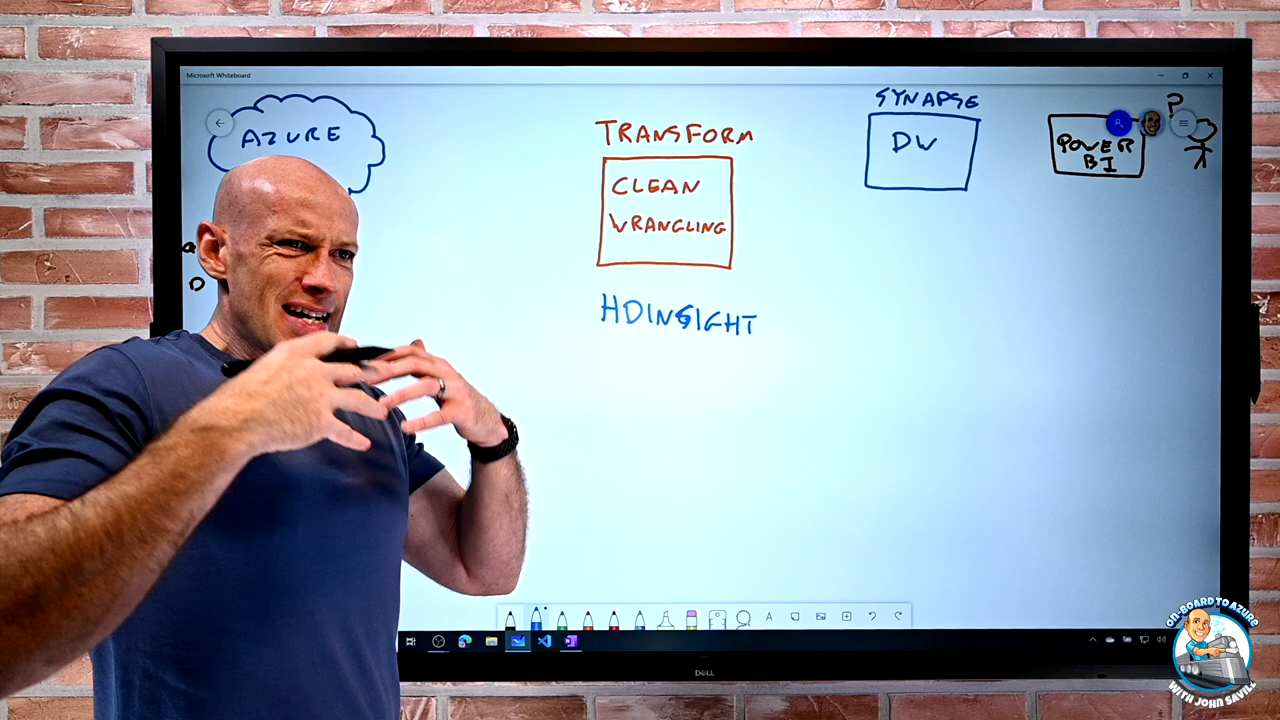 Microsoft Whiteboard
AZURE
TRANSFORM
CLEAN
WRANGLING
HDINSIGHT
SYNAPSE
DW
POWER
BI
?
DELL
ON-BOARD TO AZURE
WITH JOHN SAVILL